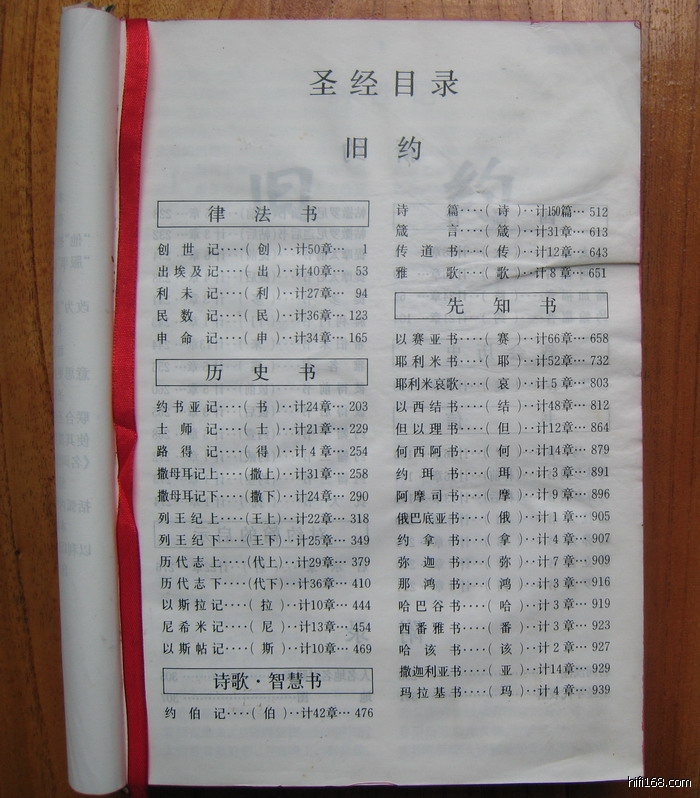 圣经目录
旧 约
律 法 书
创 世 记····( 创 )··计50章··· 1
出埃及记····( 出 )··计40章··· 53
利 未 记····( 利 )··计27章··· 94
民 数 记····( 民 )··计36章··· 123
申 命 记····( 申 )··计34章··· 165
历 史 书
约书亚记····( 书 )··计24章··· 203
士 师 记····( 士 )··计21章··· 229
路 得 记····( 得 )··计 4 章··· 254
撒母耳记上··(撒上)··计31章··· 258
撒母耳记下··(撒下)··计24章··· 290
列王纪上····(王上)··计22章··· 318
列王纪下····(王下)··计25章··· 349
历代志上····(代上)··计29章··· 379
历代志下····(代下)··计36章··· 410
以斯拉记····( 拉 )··计10章··· 444
尼希米记····( 尼 )··计13章··· 454
以斯帖记····( 斯 )··计10章··· 469
诗歌·智慧书
约 伯 记····( 伯 )··计42章··· 476
诗 篇····( 诗 )··计150篇··· 512
箴 言····( 箴 )··计31章··· 613
传 道 书····( 传 )··计12章··· 643
雅 歌····( 歌 )··计 8 章··· 651
先 知 书
以赛亚书····( 赛 )··计66章··· 658
耶利米书····( 耶 )··计52章··· 732
耶利米哀歌··( 哀 )··计 5 章··· 803
以西结书····( 结 )··计48章··· 812
但以理书····( 但 )··计12章··· 864
何西阿书····( 何 )··计14章··· 879
约 珥 书····( 珥 )··计 3 章··· 891
阿摩司书····( 摩 )··计 9 章··· 896
俄巴底亚书··( 俄 )··计 1 章··· 905
约 拿 书····( 拿 )··计 4 章··· 907
弥 迦 书····( 弥 )··计 7 章··· 909
那 鸿 书····( 鸿 )··计 3 章··· 916
哈巴谷书····( 哈 )··计 3 章··· 919
西番雅书····( 番 )··计 3 章··· 923
哈 该 书····( 该 )··计 2 章··· 927
撒迦利亚书··( 亚 )··计14章··· 929
玛拉基书····( 玛 )··计 4 章··· 939
hifi168.com